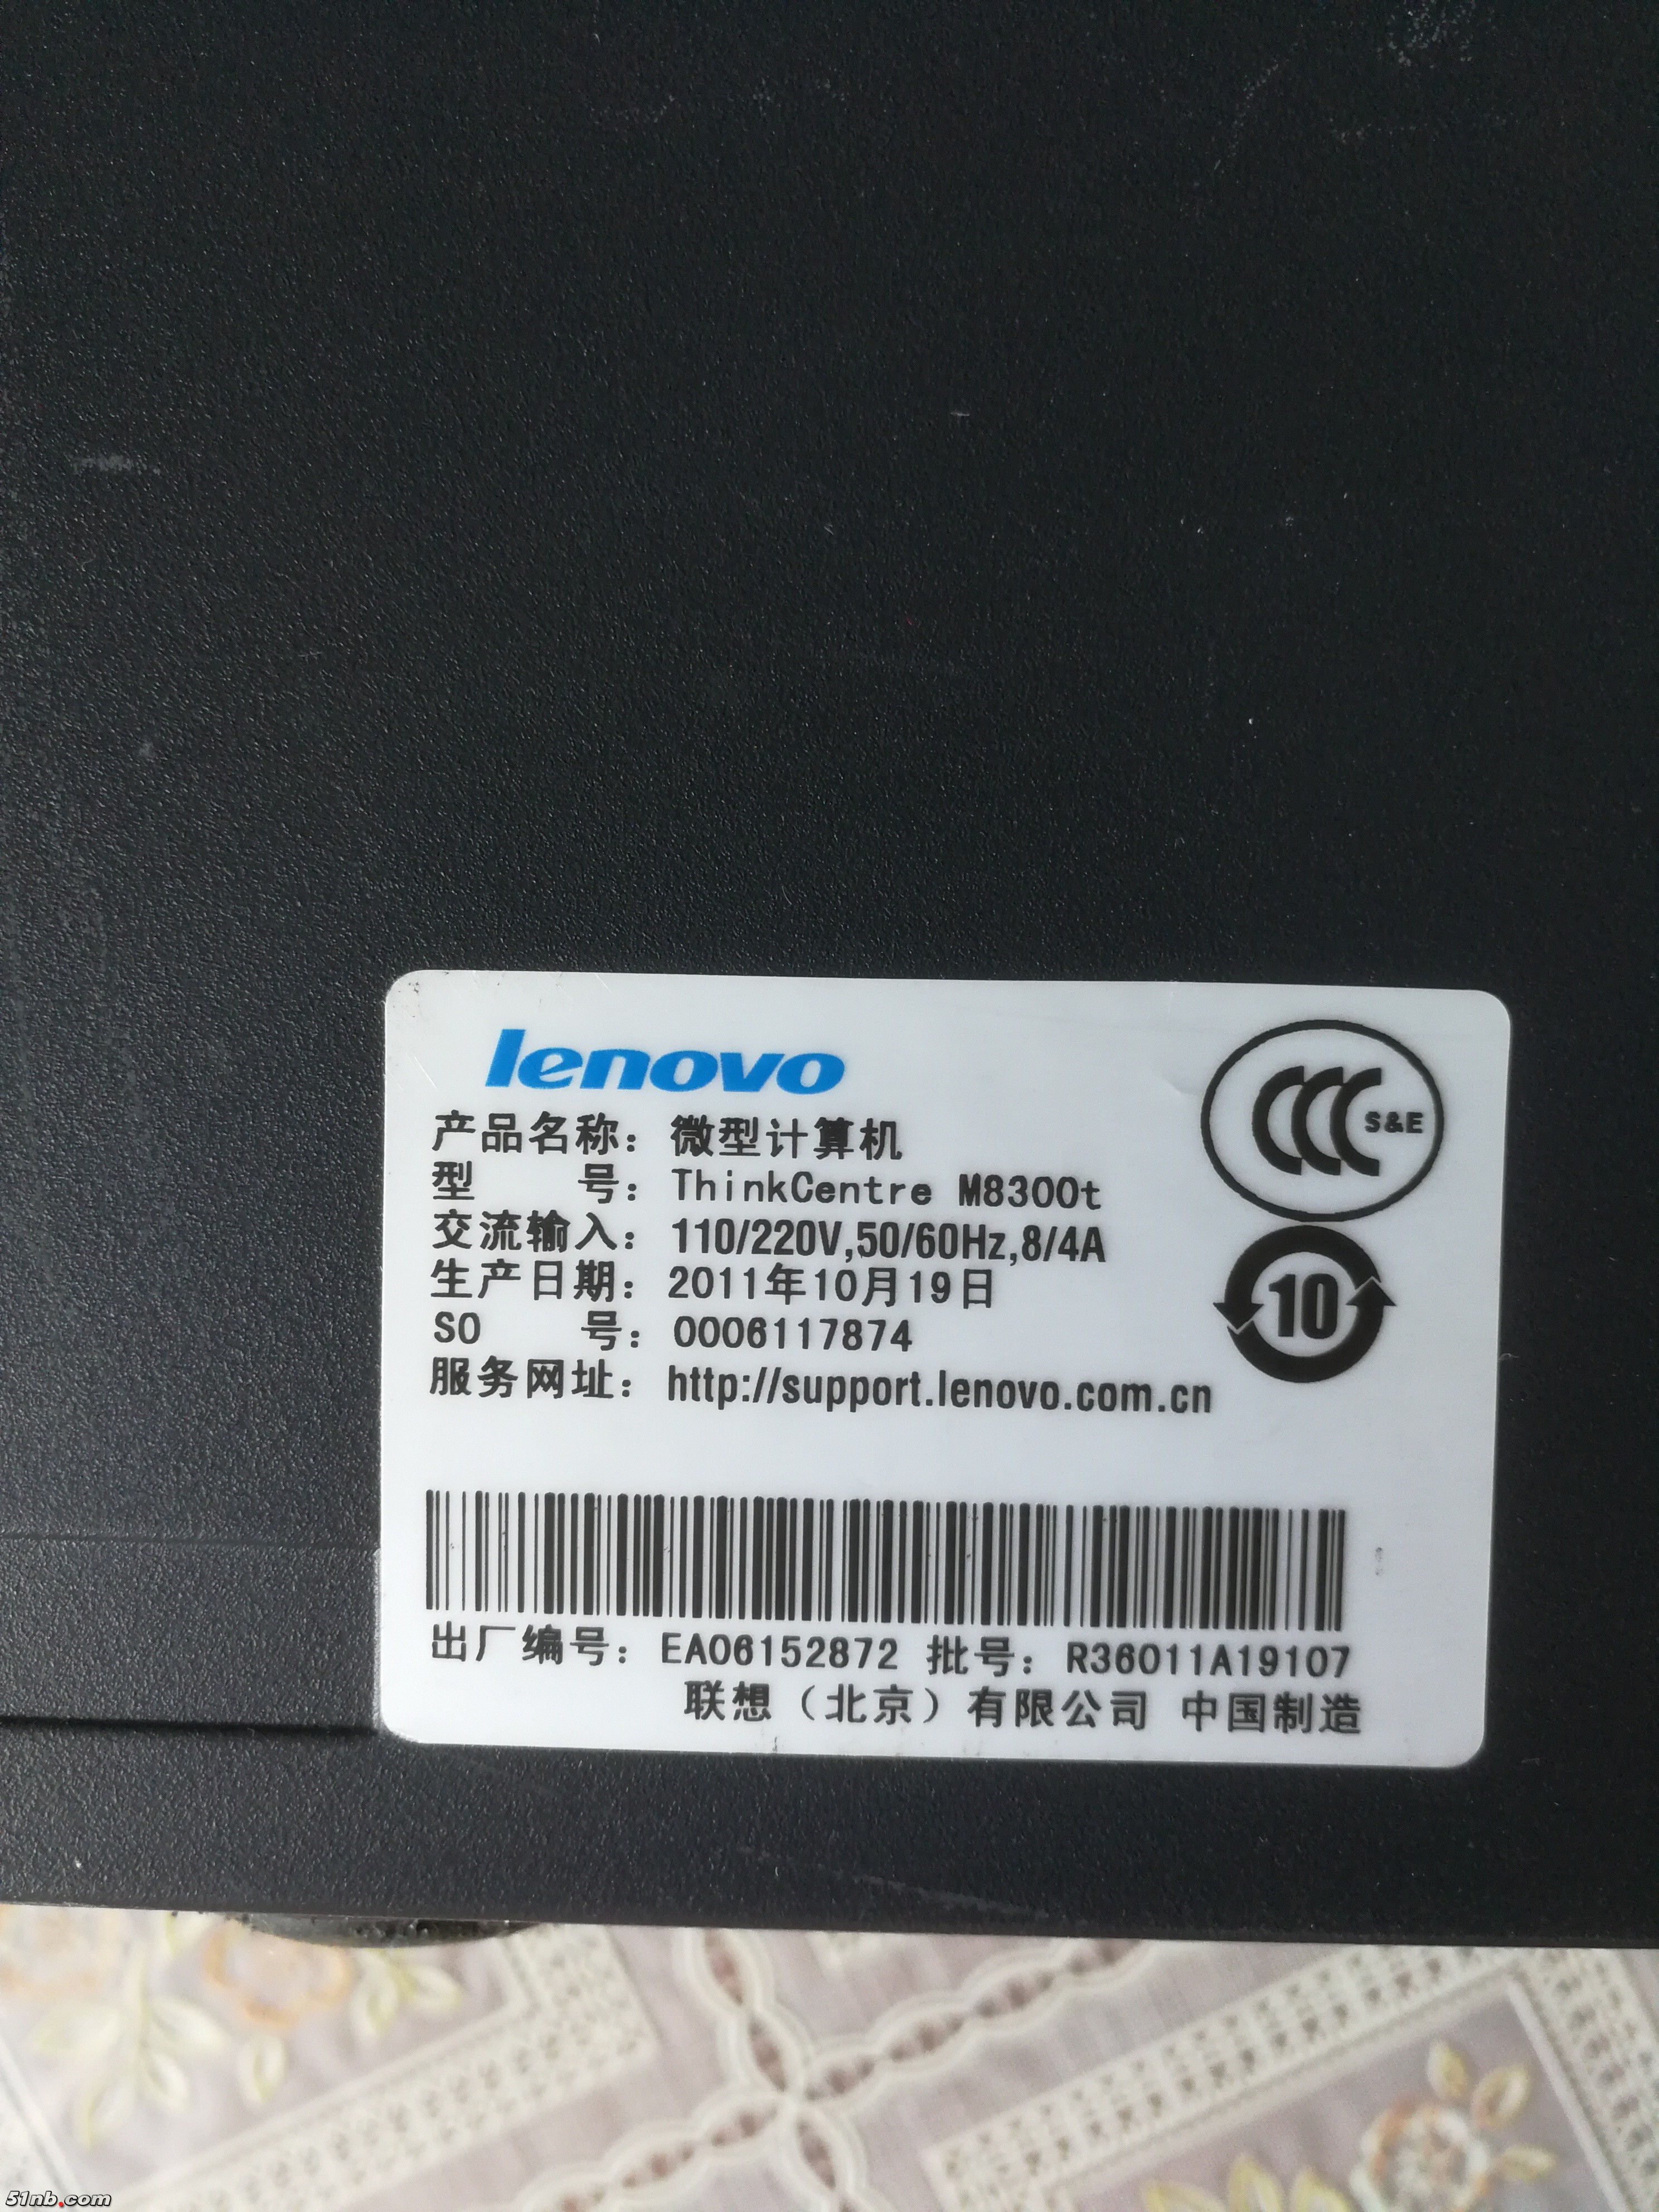 lenovo
产品名称：微型计算机
型 号：ThinkCentre M8300t
交流输入：110/220V,50/60Hz,8/4A
生产日期：2011年10月19日
SO 号：0006117874
服务网址：http://support.lenovo.com.cn
CCC S&E
10
出厂编号：EA06152872 批号：R36011A19107
联想（北京）有限公司 中国制造
51nb.com